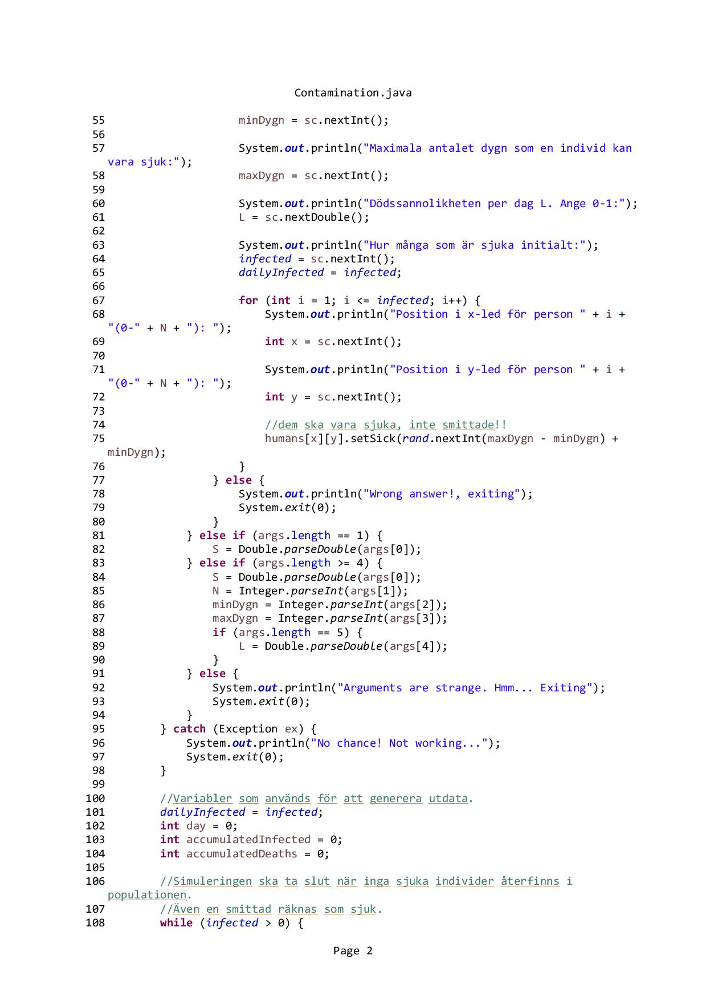 Contamination.java
55 minDygn = sc.nextInt();
56
57 System.out.println("Maximala antalet dygn som en individ kan
vara sjuk:");
58 maxDygn = sc.nextInt();
59
60 System.out.println("Dödssannolikheten per dag L. Ange 0-1:");
61 L = sc.nextDouble();
62
63 System.out.println("Hur många som är sjuka initialt:");
64 infected = sc.nextInt();
65 dailyInfected = infected;
66
67 for (int i = 1; i <= infected; i++) {
68 System.out.println("Position i x-led för person " + i +
"(0-" + N + "): ");
69 int x = sc.nextInt();
70
71 System.out.println("Position i y-led för person " + i +
"(0-" + N + "): ");
72 int y = sc.nextInt();
73
74 //dem ska vara sjuka, inte smittade!!
75 humans[x][y].setSick(rand.nextInt(maxDygn - minDygn) +
minDygn);
76 }
77 } else {
78 System.out.println("Wrong answer!, exiting");
79 System.exit(0);
80 }
81 } else if (args.length == 1) {
82 S = Double.parseDouble(args[0]);
83 } else if (args.length >= 4) {
84 S = Double.parseDouble(args[0]);
85 N = Integer.parseInt(args[1]);
86 minDygn = Integer.parseInt(args[2]);
87 maxDygn = Integer.parseInt(args[3]);
88 if (args.length == 5) {
89 L = Double.parseDouble(args[4]);
90 }
91 } else {
92 System.out.println("Arguments are strange. Hmm... Exiting");
93 System.exit(0);
94 }
95 } catch (Exception ex) {
96 System.out.println("No chance! Not working...");
97 System.exit(0);
98 }
99
100 //Variabler som används för att generera utdata.
101 dailyInfected = infected;
102 int day = 0;
103 int accumulatedInfected = 0;
104 int accumulatedDeaths = 0;
105
106 //Simuleringen ska ta slut när inga sjuka individer återfinns i
populationen.
107 //Även en smittad räknas som sjuk.
108 while (infected > 0) {
Page 2